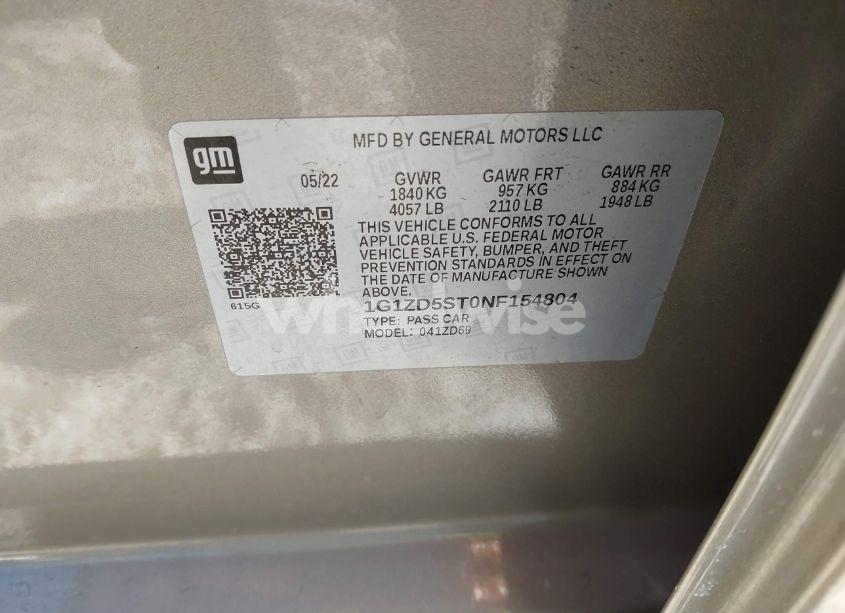 gm
MFD BY GENERAL MOTORS LLC
05/22 GVWR GAWR FRT GAWR RR
1840 KG 957 KG 884 KG
4057 LB 2110 LB 1948 LB
THIS VEHICLE CONFORMS TO ALL
APPLICABLE U.S. FEDERAL MOTOR
VEHICLE SAFETY, BUMPER, AND THEFT
PREVENTION STANDARDS IN EFFECT ON
THE DATE OF MANUFACTURE SHOWN
ABOVE.
615G
1G1ZD5ST0NF154804
TYPE: PASS CAR
MODEL: 041ZD69